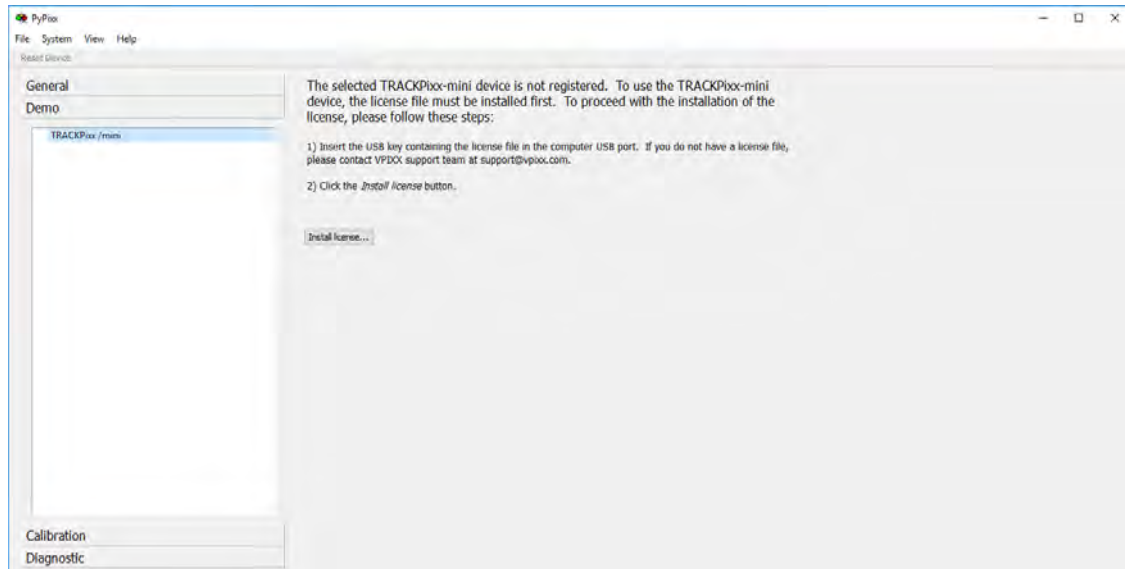 PyPixx
File System View Help
Reset Device
General
Demo
TRACKPixx /mini
Calibration
Diagnostic
The selected TRACKPixx-mini device is not registered. To use the TRACKPixx-mini
device, the license file must be installed first. To proceed with the installation of the
license, please follow these steps:
1) Insert the USB key containing the license file in the computer USB port. If you do not have a license file,
please contact VPIXX support team at support@vpixx.com.
2) Click the Install license button.
Install license...